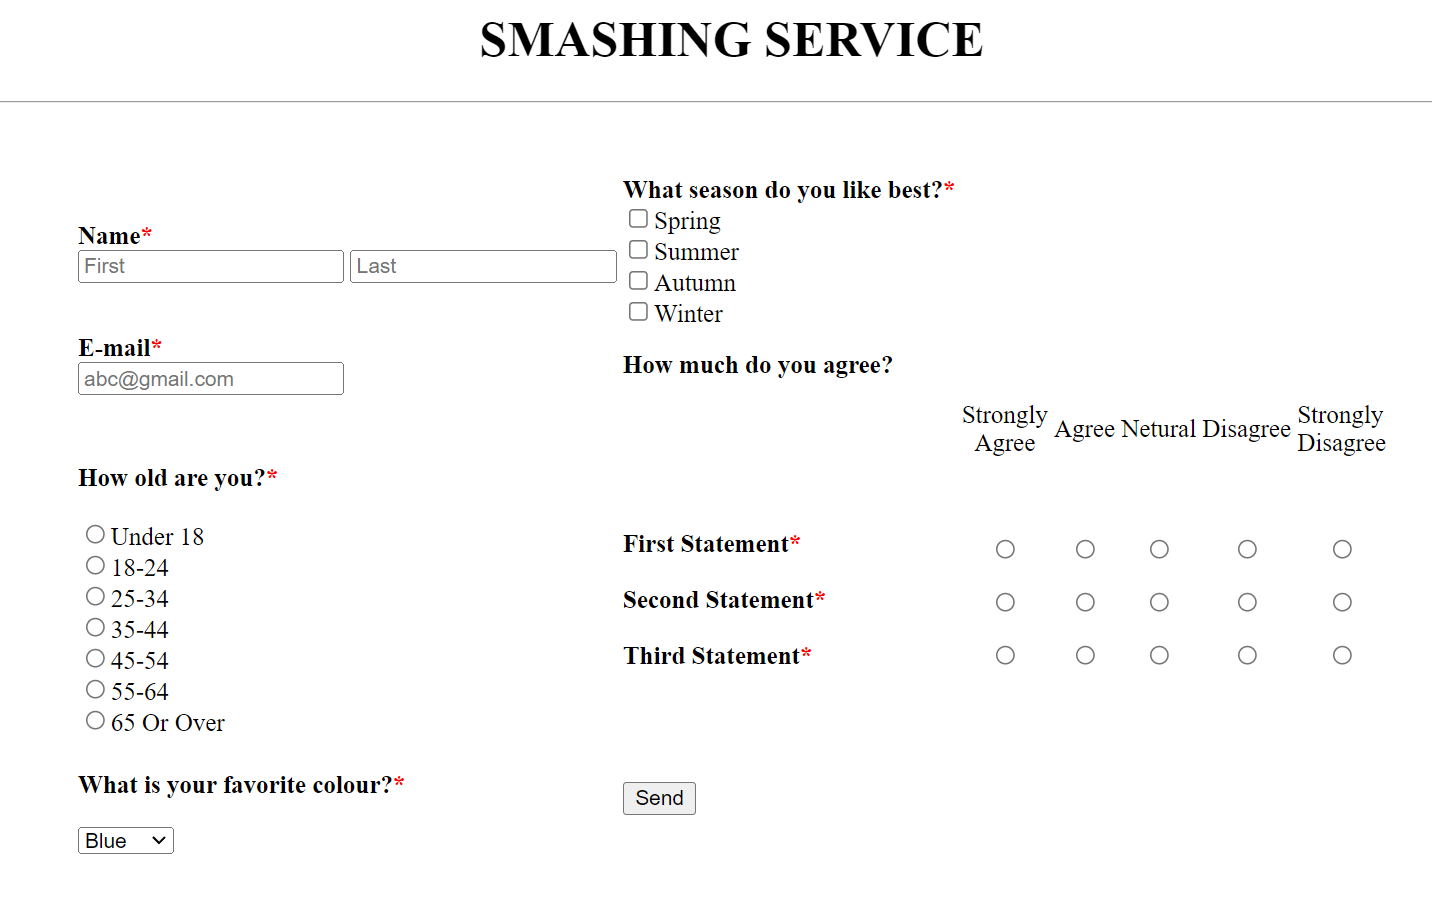 SMASHING SERVICE
Name*
First Last
E-mail*
abc@gmail.com
How old are you?*
Under 18
18-24
25-34
35-44
45-54
55-64
65 Or Over
What is your favorite colour?*
Blue
What season do you like best?*
Spring
Summer
Autumn
Winter
How much do you agree?
Strongly Agree Agree Netural Disagree Strongly Disagree
First Statement*
Second Statement*
Third Statement*
Send